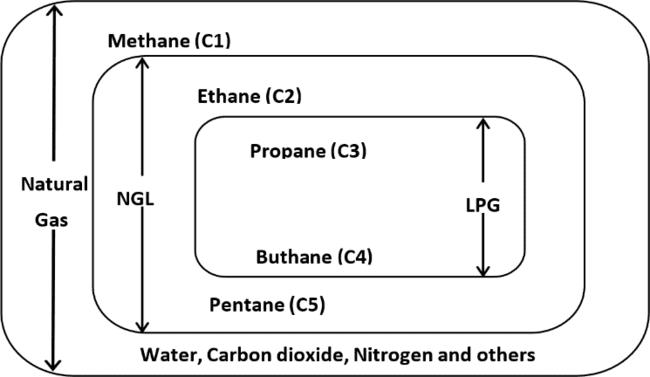 Methane (C1)
Ethane (C2)
Propane (C3)
Natural
Gas
NGL
LPG
Buthane (C4)
Pentane (C5)
Water, Carbon dioxide, Nitrogen and others